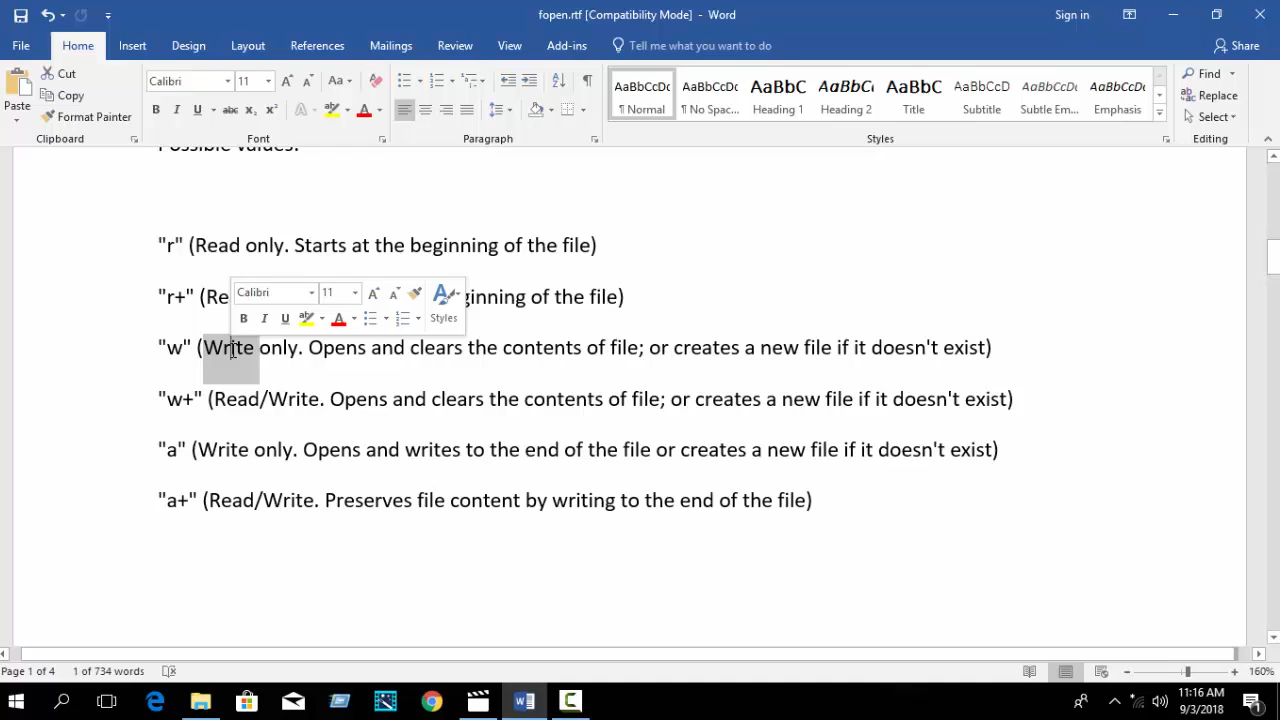 fopen.rtf [Compatibility Mode] - Word
Sign in
File Home Insert Design Layout References Mailings Review View Add-ins Tell me what you want to do Share
Paste
Cut
Copy
Format Painter
Clipboard
Calibri 11
Font
Paragraph
AaBbCcDc AaBbCcDc AaBbC AaBbCc AaBbC AaBbCcD AaBbCcDc AaBbCcDc
¶ Normal ¶ No Spac... Heading 1 Heading 2 Title Subtitle Subtle Em... Emphasis
Styles
Find
Replace
Select
Editing
Possible values:
"r" (Read only. Starts at the beginning of the file)
"r+" (Re ginning of the file)
Calibri 11
B I U Styles
"w" (Write only. Opens and clears the contents of file; or creates a new file if it doesn't exist)
"w+" (Read/Write. Opens and clears the contents of file; or creates a new file if it doesn't exist)
"a" (Write only. Opens and writes to the end of the file or creates a new file if it doesn't exist)
"a+" (Read/Write. Preserves file content by writing to the end of the file)
Page 1 of 4 1 of 734 words 160%
11:16 AM
9/3/2018